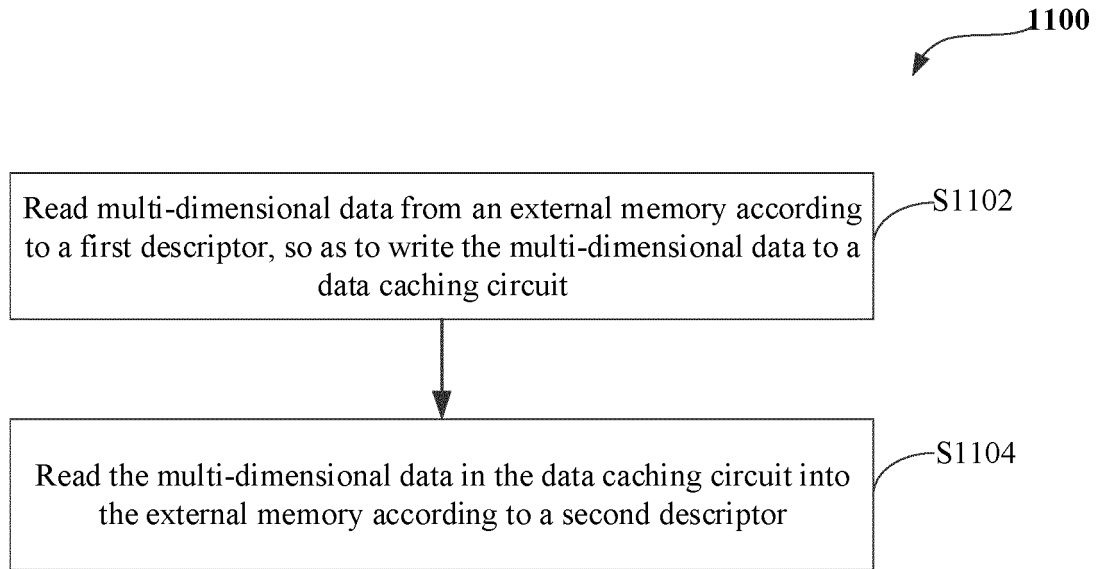 1100
Read multi-dimensional data from an external memory according
to a first descriptor, so as to write the multi-dimensional data to a
data caching circuit
S1102
Read the multi-dimensional data in the data caching circuit into
the external memory according to a second descriptor
S1104